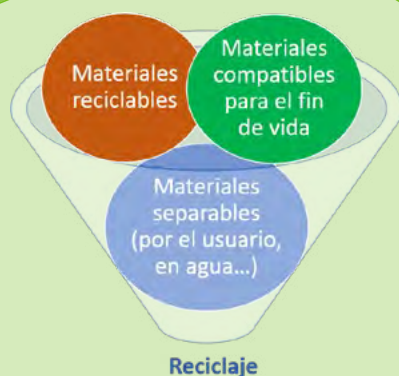 Materiales
reciclables
Materiales
compatibles
para el fin
de vida
Materiales
separables
(por el usuario,
en agua...)
Reciclaje